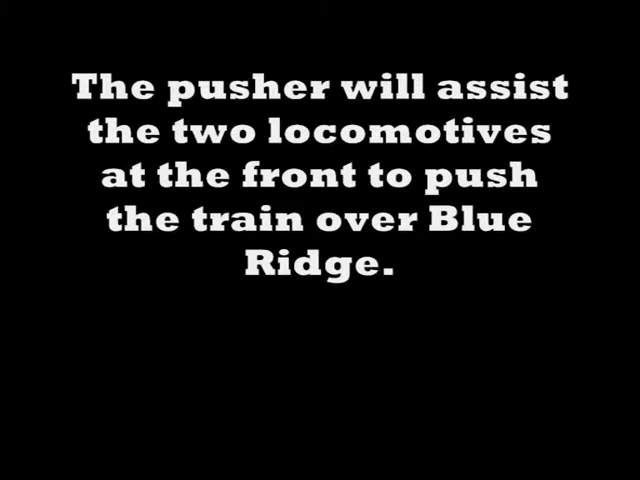 The pusher will assist
the two locomotives
at the front to push
the train over Blue
Ridge.